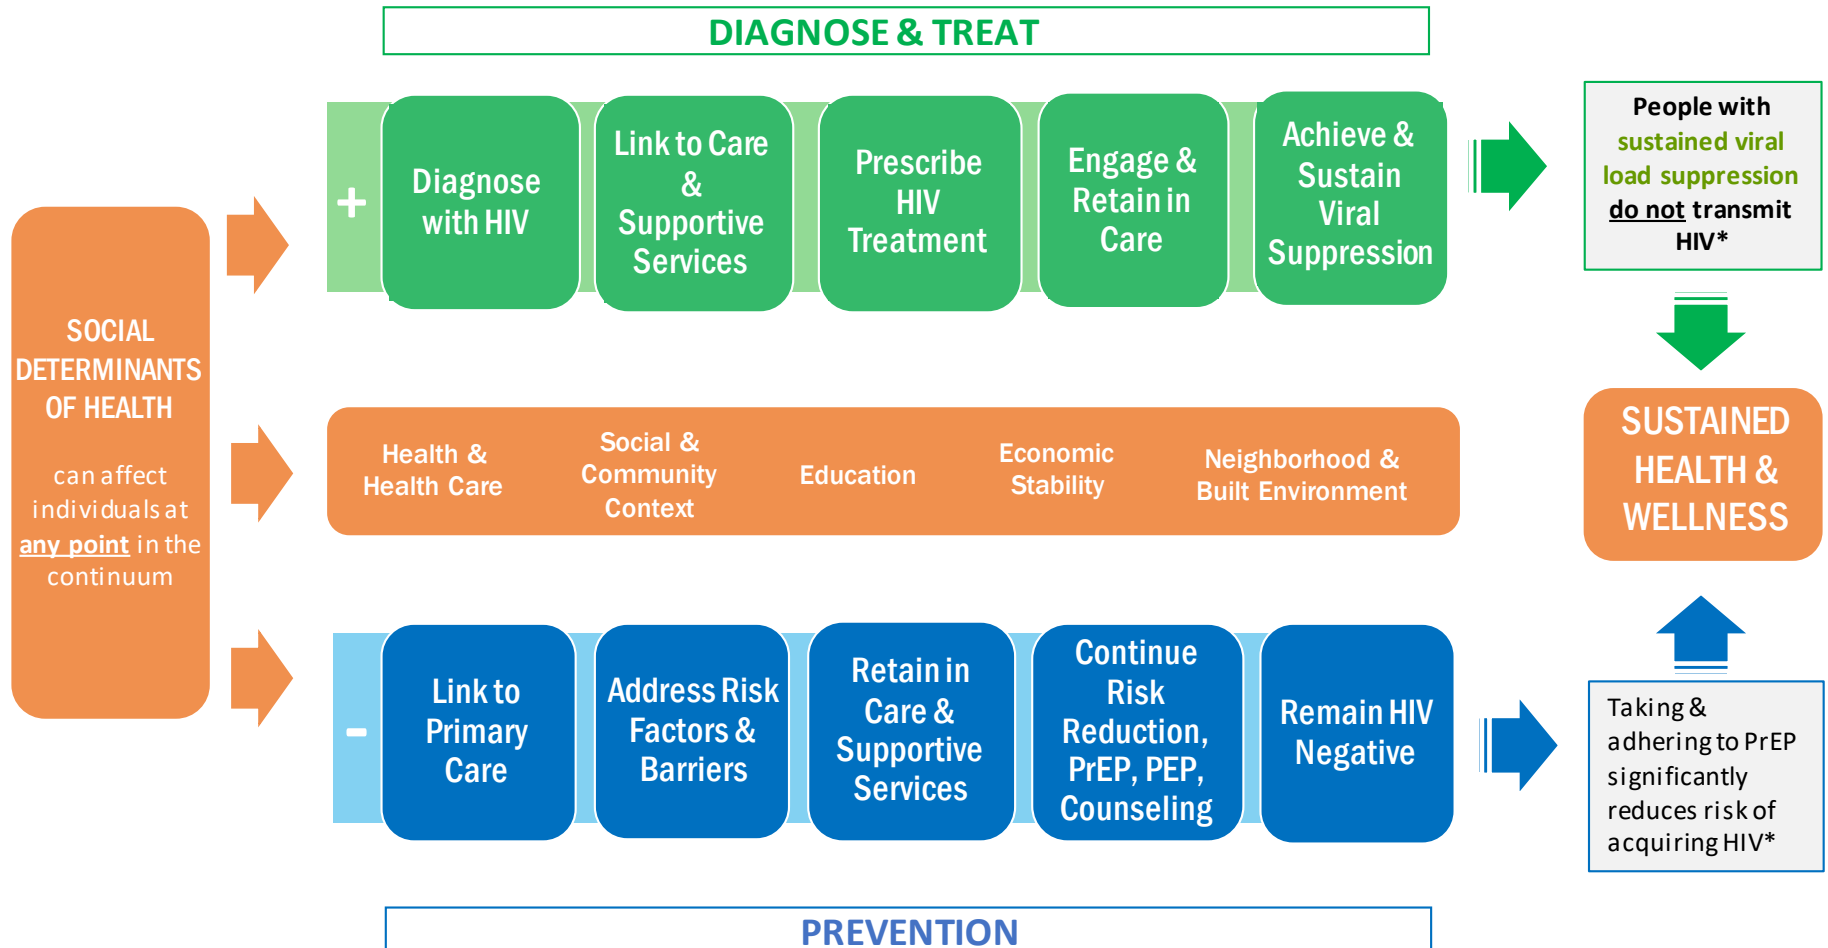 DIAGNOSE & TREAT
+
Diagnose
with HIV
Link to Care
&
Supportive
Services
Prescribe
HIV
Treatment
Engage &
Retain in
Care
Achieve &
Sustain
Viral
Suppression
People with
sustained viral
load suppression
do not transmit
HIV*
SOCIAL
DETERMINANTS
OF HEALTH
can affect
individuals at
any point in the
continuum
Health &
Health Care
Social &
Community
Context
Education
Economic
Stability
Neighborhood &
Built Environment
SUSTAINED
HEALTH &
WELLNESS
-
Link to
Primary
Care
Address Risk
Factors &
Barriers
Retain in
Care &
Supportive
Services
Continue
Risk
Reduction,
PrEP, PEP,
Counseling
Remain HIV
Negative
Taking &
adhering to PrEP
significantly
reduces risk of
acquiring HIV*
PREVENTION